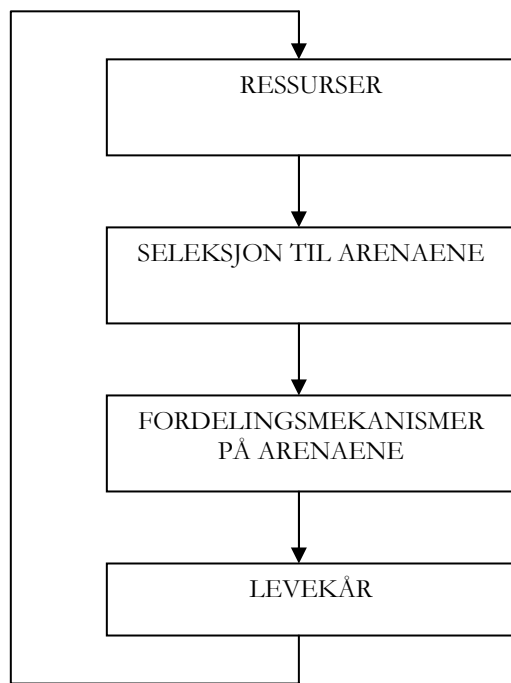 RESSURSER
SELEKSJON TIL ARENAENE
FORDELINGSMEKANISMER
PÅ ARENAENE
LEVEKÅR